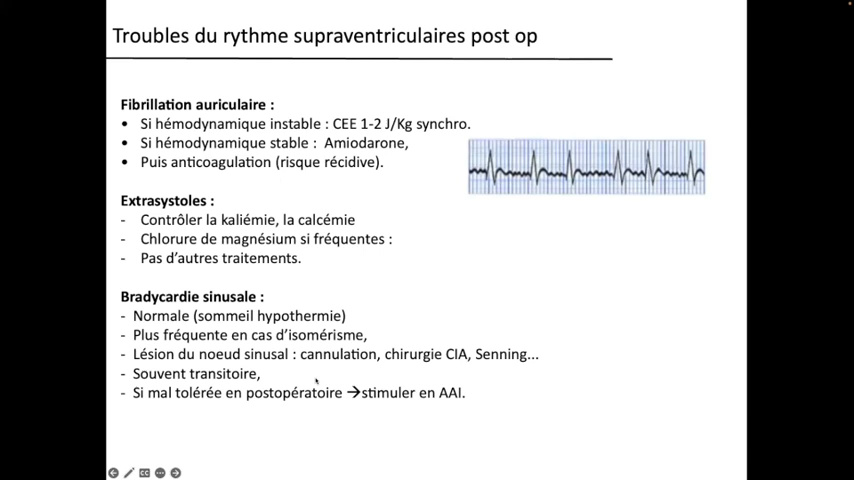 Troubles du rythme supraventriculaires post op
Fibrillation auriculaire :
• Si hémodynamique instable : CEE 1-2 J/Kg synchro.
• Si hémodynamique stable : Amiodarone,
• Puis anticoagulation (risque récidive).
Extrasystoles :
- Contrôler la kaliémie, la calcémie
- Chlorure de magnésium si fréquentes :
- Pas d'autres traitements.
Bradycardie sinusale :
- Normale (sommeil hypothermie)
- Plus fréquente en cas d'isomérisme,
- Lésion du noeud sinusal : cannulation, chirurgie CIA, Senning...
- Souvent transitoire,
- Si mal tolérée en postopératoire →stimuler en AAI.
CC